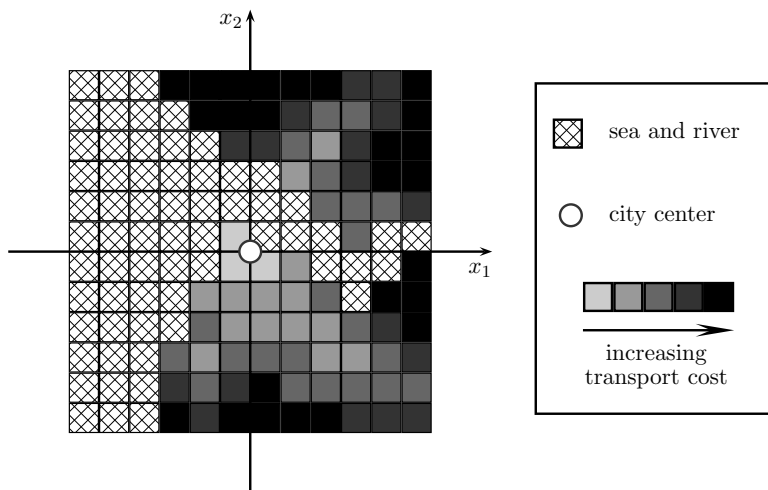 x₂
x₁
sea and river
city center
increasing
transport cost